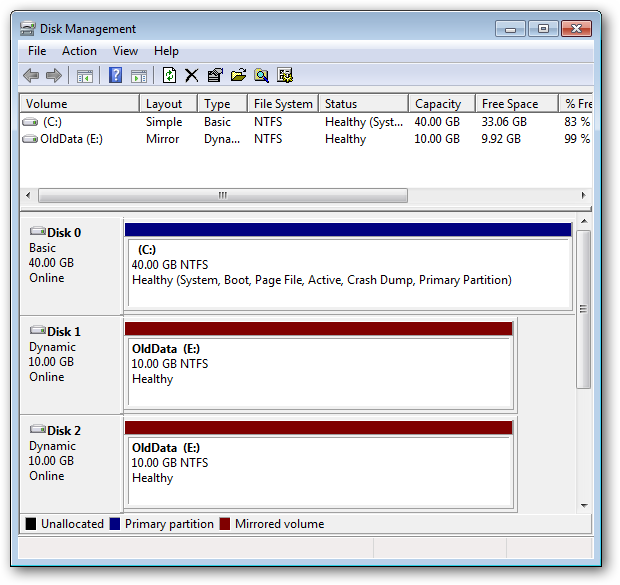 Disk Management
File Action View Help
Volume Layout Type File System Status Capacity Free Space % Fre
(C:) Simple Basic NTFS Healthy (Syst... 40.00 GB 33.06 GB 83 %
OldData (E:) Mirror Dyna... NTFS Healthy 10.00 GB 9.92 GB 99 %
Disk 0
Basic
40.00 GB
Online
(C:)
40.00 GB NTFS
Healthy (System, Boot, Page File, Active, Crash Dump, Primary Partition)
Disk 1
Dynamic
10.00 GB
Online
OldData (E:)
10.00 GB NTFS
Healthy
Disk 2
Dynamic
10.00 GB
Online
OldData (E:)
10.00 GB NTFS
Healthy
Unallocated Primary partition Mirrored volume